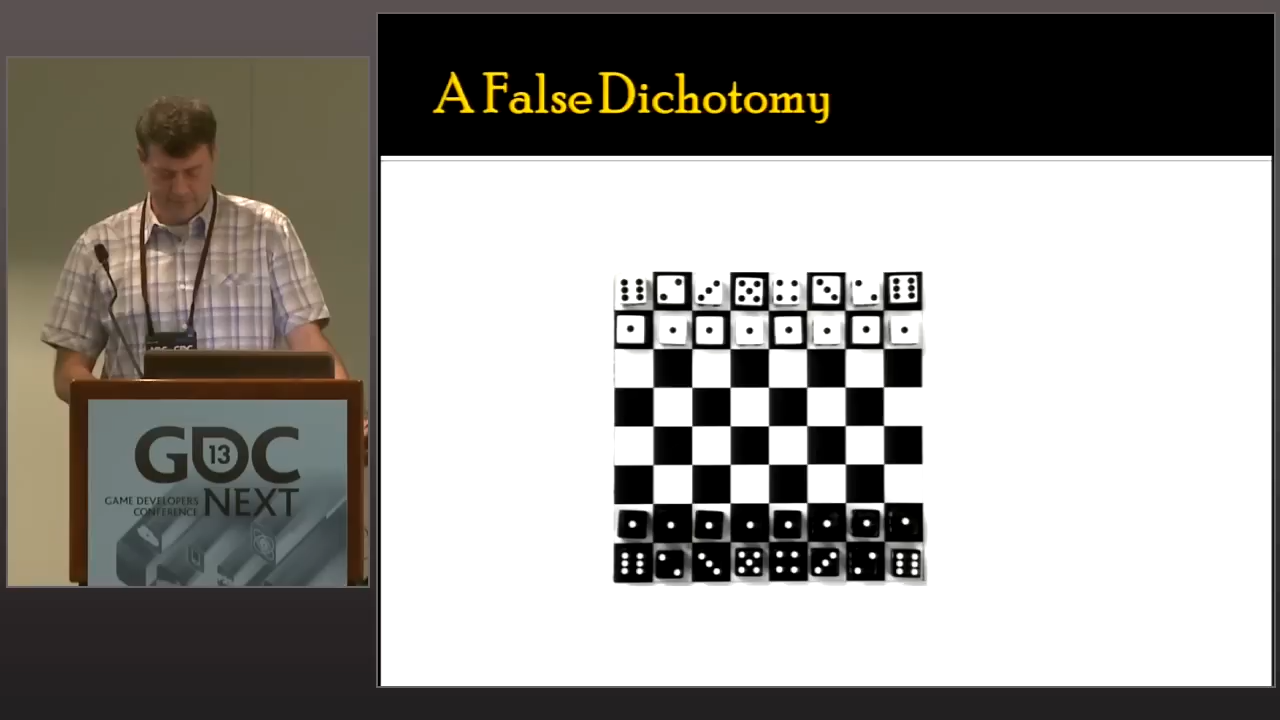 A False Dichotomy
GDC
13
GAME DEVELOPERS
CONFERENCE
NEXT